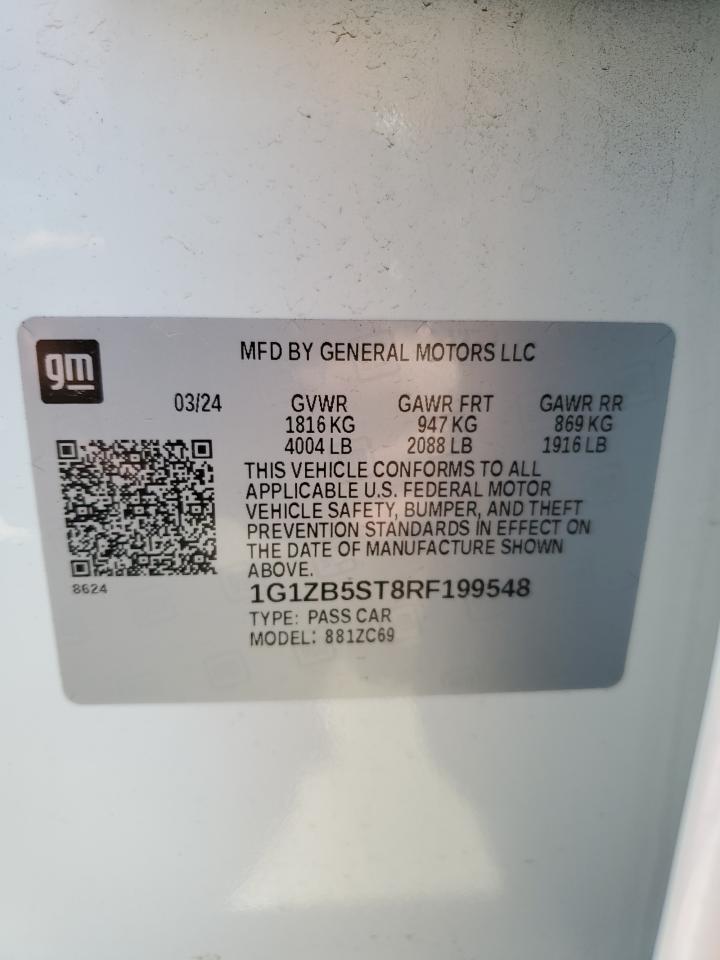 gm
MFD BY GENERAL MOTORS LLC
03/24 GVWR GAWR FRT GAWR RR
1816 KG 947 KG 869 KG
4004 LB 2088 LB 1916 LB
THIS VEHICLE CONFORMS TO ALL
APPLICABLE U.S. FEDERAL MOTOR
VEHICLE SAFETY, BUMPER, AND THEFT
PREVENTION STANDARDS IN EFFECT ON
THE DATE OF MANUFACTURE SHOWN
ABOVE.
8624
1G1ZB5ST8RF199548
TYPE: PASS CAR
MODEL: 881ZC69